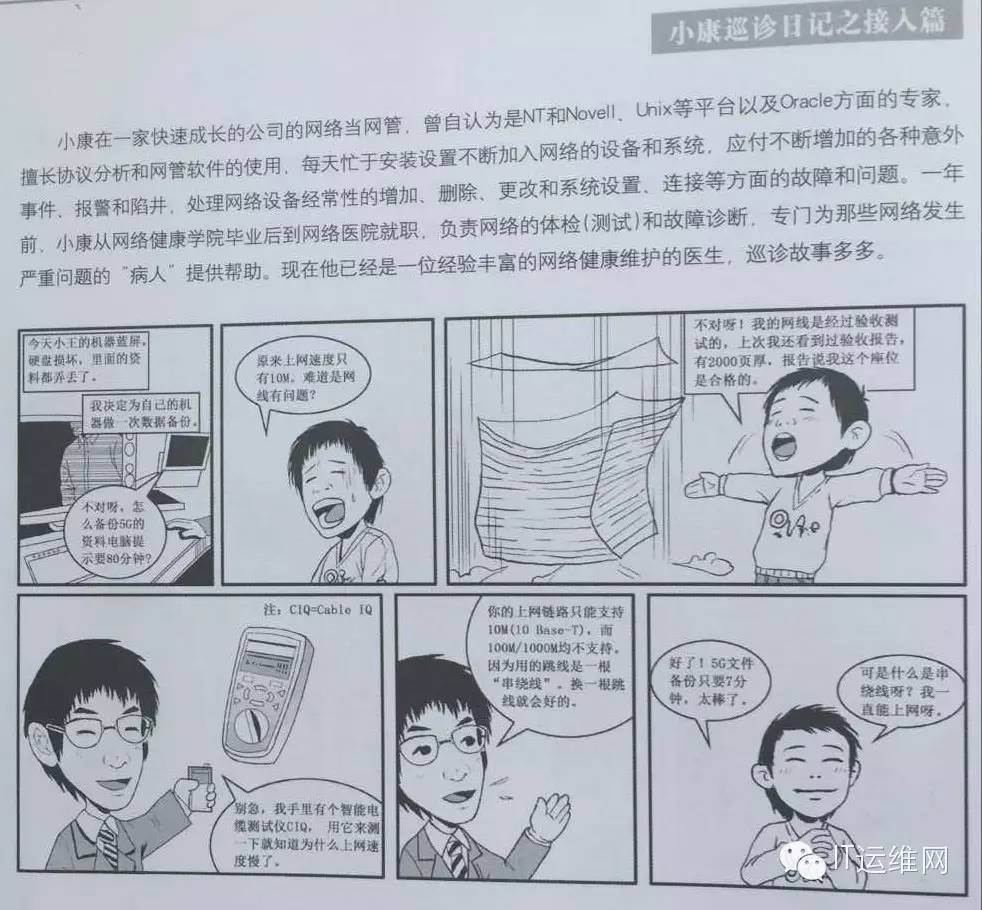 小康巡诊日记之接入篇
小康在一家快速成长的公司的网络当网管，曾自认为是NT和Novell、Unix等平台以及Oracle方面的专家，
擅长协议分析和网管软件的使用，每天忙于安装设置不断加入网络的设备和系统，应付不断增加的各种意外
事件、报警和陷井，处理网络设备经常性的增加、删除、更改和系统设置、连接等方面的故障和问题。一年
前，小康从网络健康学院毕业后到网络医院就职，负责网络的体检(测试)和故障诊断，专门为那些网络发生
严重问题的“病人”提供帮助。现在他已经是一位经验丰富的网络健康维护的医生，巡诊故事多多。
今天小王的机器蓝屏，
硬盘损坏，里面的资
料都弄丢了。
我决定为自己的机
器做一次数据备份。
不对呀，怎
么备份5G的
资料电脑提
示要80分钟？
原来上网速度只
有10M。难道是网
线有问题？
不对呀！我的网线是经过验收测
试的，上次我还看到过验收报告，
有2000页厚，报告说我这个座位
是合格的。
注：CIQ=Cable IQ
别急，我手里有个智能电
缆测试仪CIQ，用它来测
一下就知道为什么上网速
度慢了。
你的上网链路只能支持
10M(10 Base-T)，而
100M/1000M均不支持。
因为用的跳线是一根
“串绕线”。换一根跳
线就会好的。
好了！5G文件
备份只要7分
钟，太棒了。
可是什么是串
绕线呀？我一
直能上网呀。
IT运维网